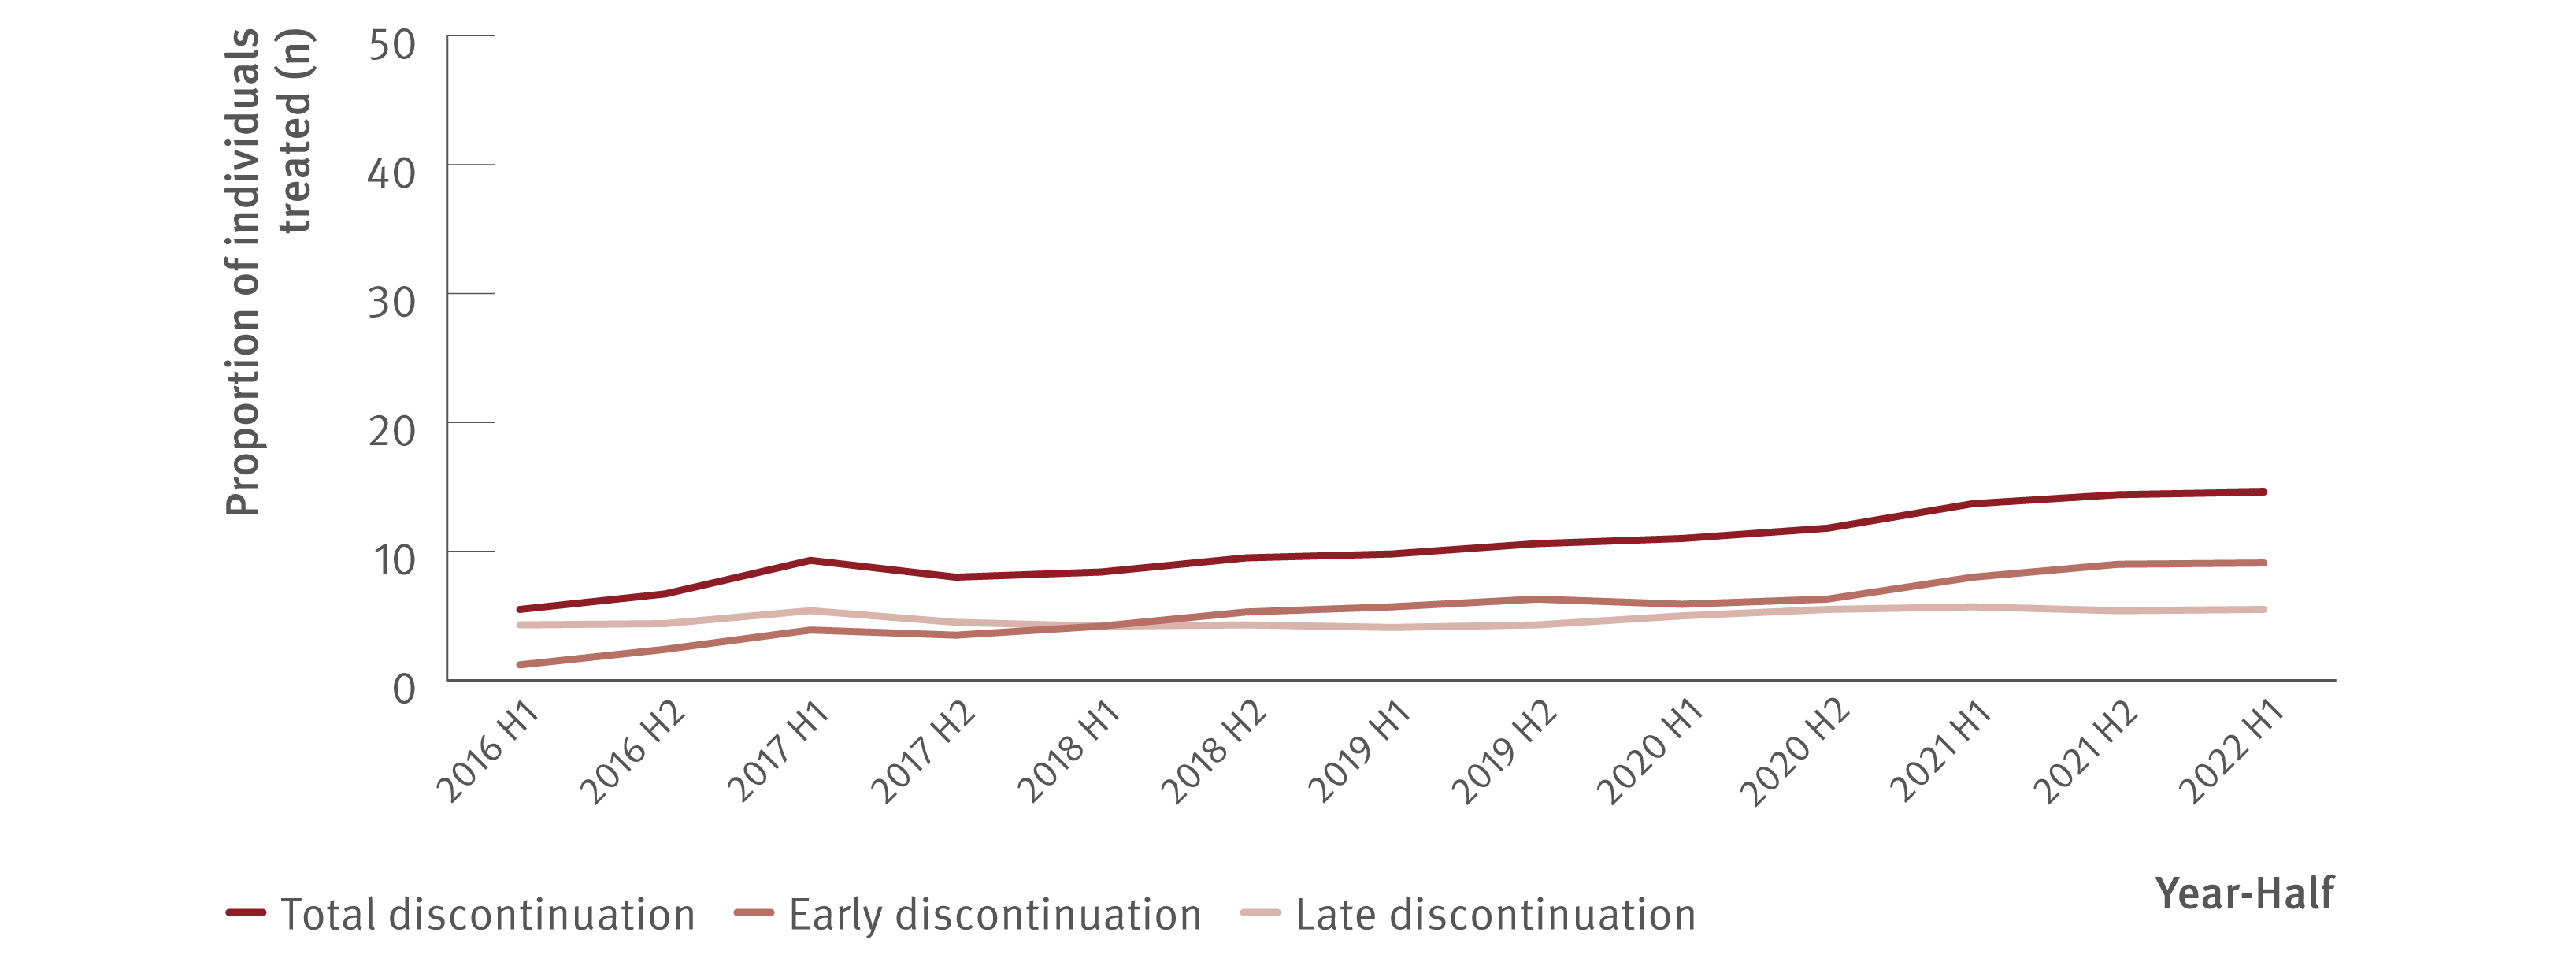 Proportion of individuals
treated (n)
50
40
30
20
10
0
2016 H1
2016 H2
2017 H1
2017 H2
2018 H1
2018 H2
2019 H1
2019 H2
2020 H1
2020 H2
2021 H1
2021 H2
2022 H1
Year-Half
Total discontinuation
Early discontinuation
Late discontinuation